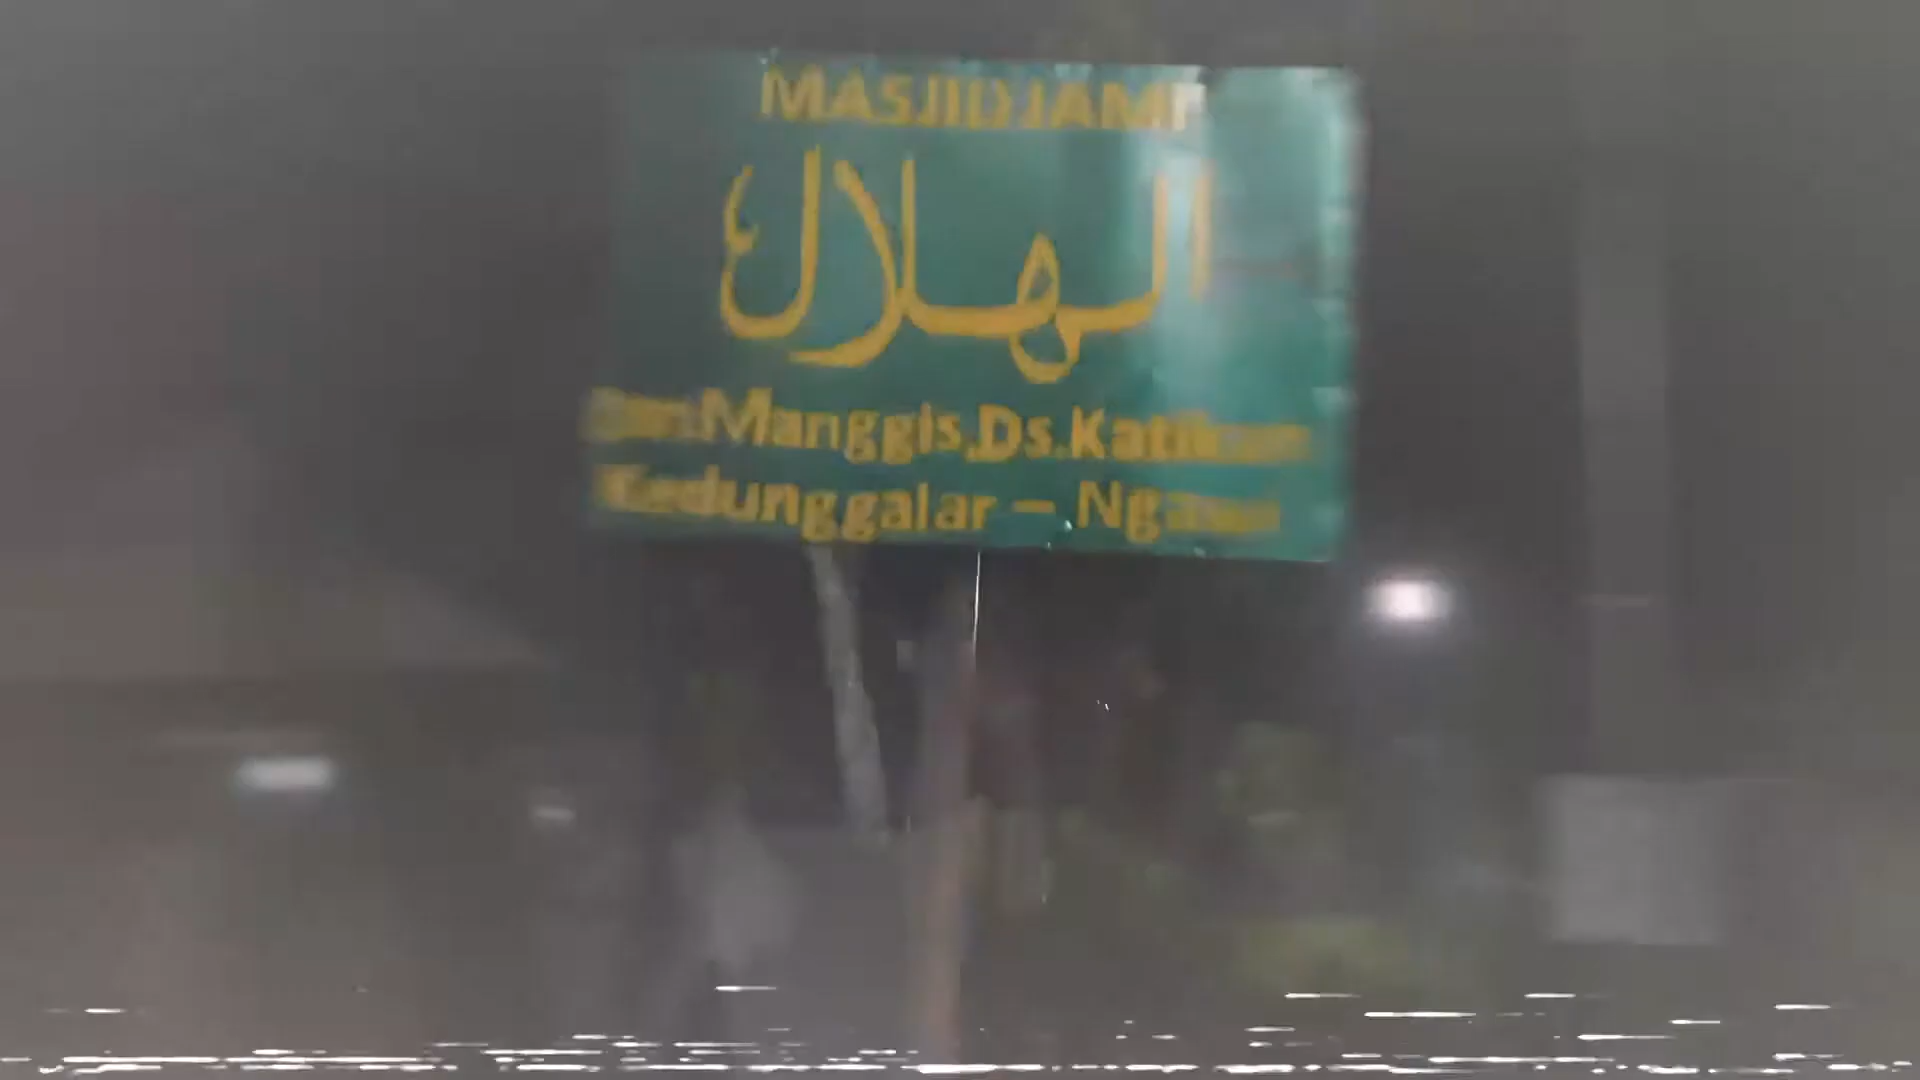 MASJID JAMI'
الهلال
Dsn.Manggis,Ds.Katikan
Kedunggalar – Ngawi